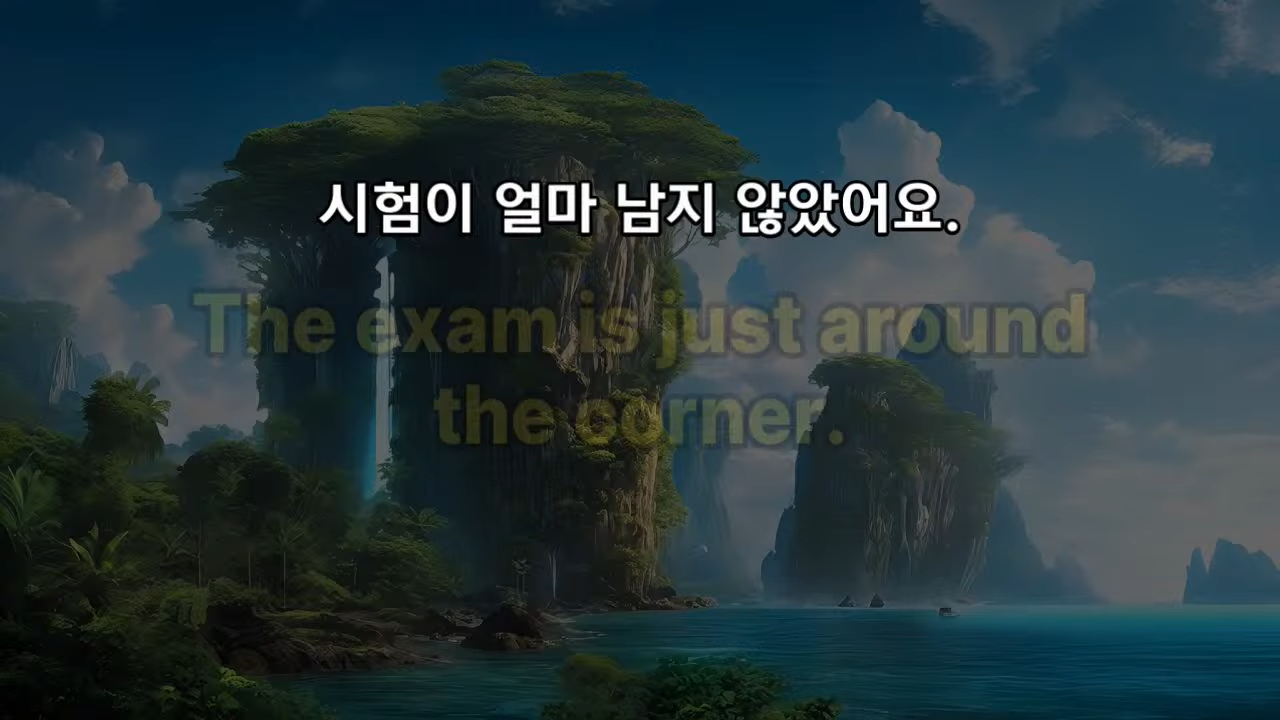 시험이 얼마 남지 않았어요.
The exam is just around
the corner.